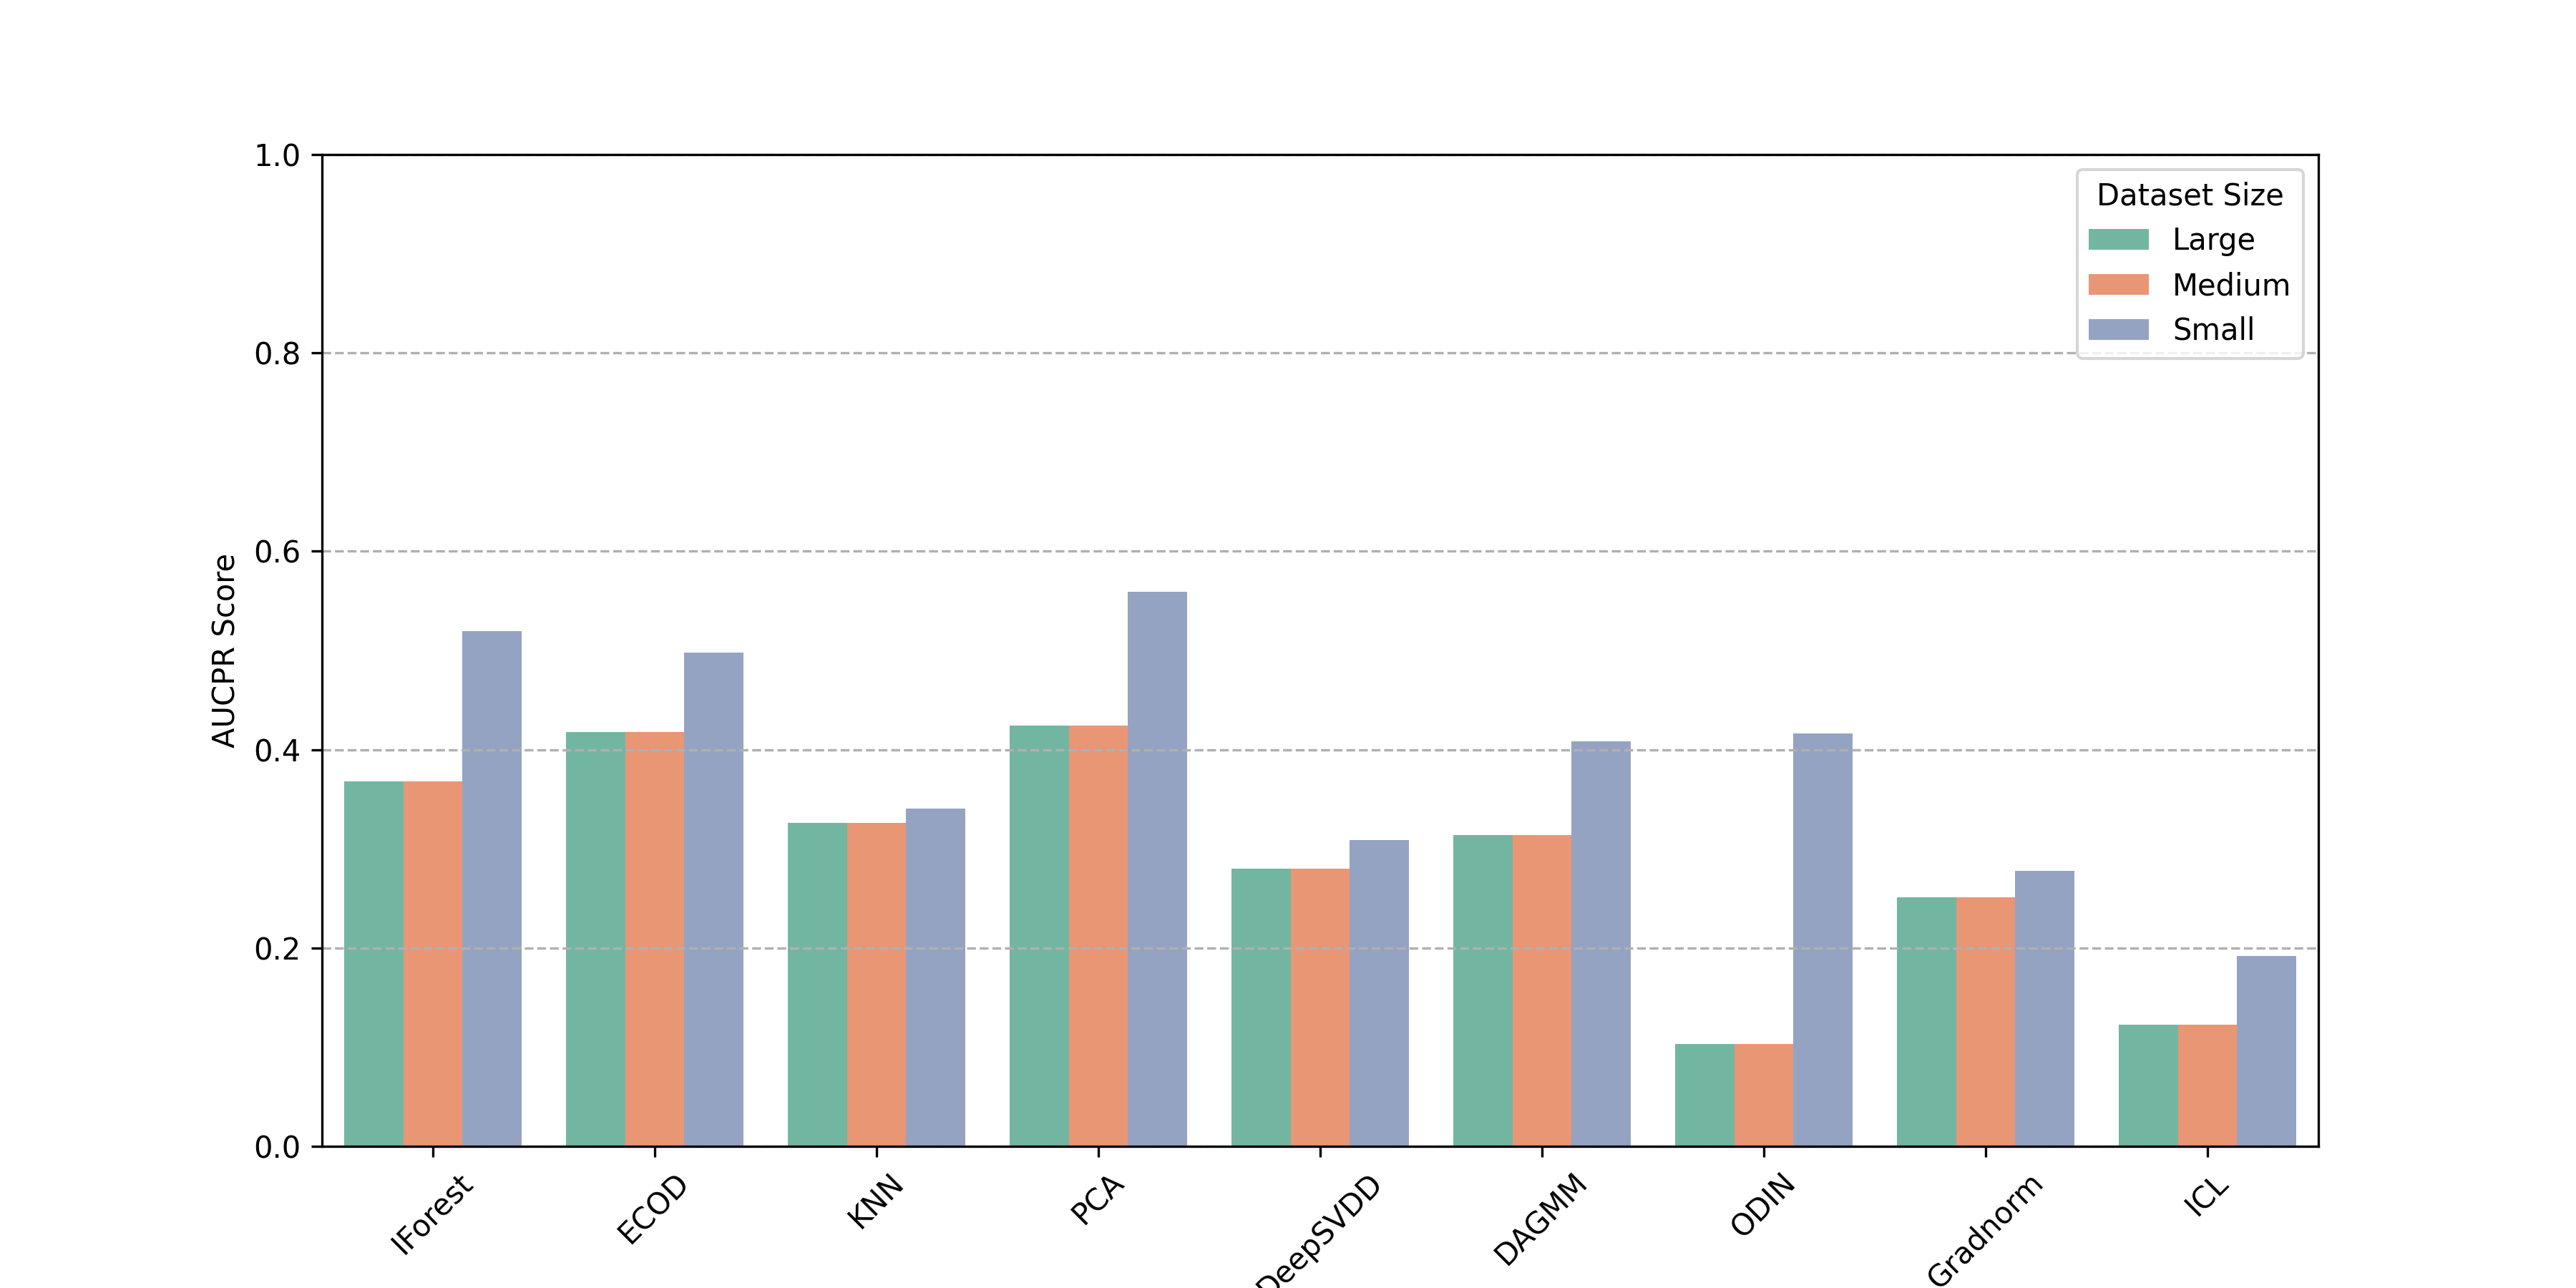 1.0
0.8
0.6
0.4
0.2
0.0
AUCPR Score
Dataset Size
Large
Medium
Small
IForest
ECOD
KNN
PCA
DeepSVDD
DAGMM
ODIN
Gradnorm
ICL